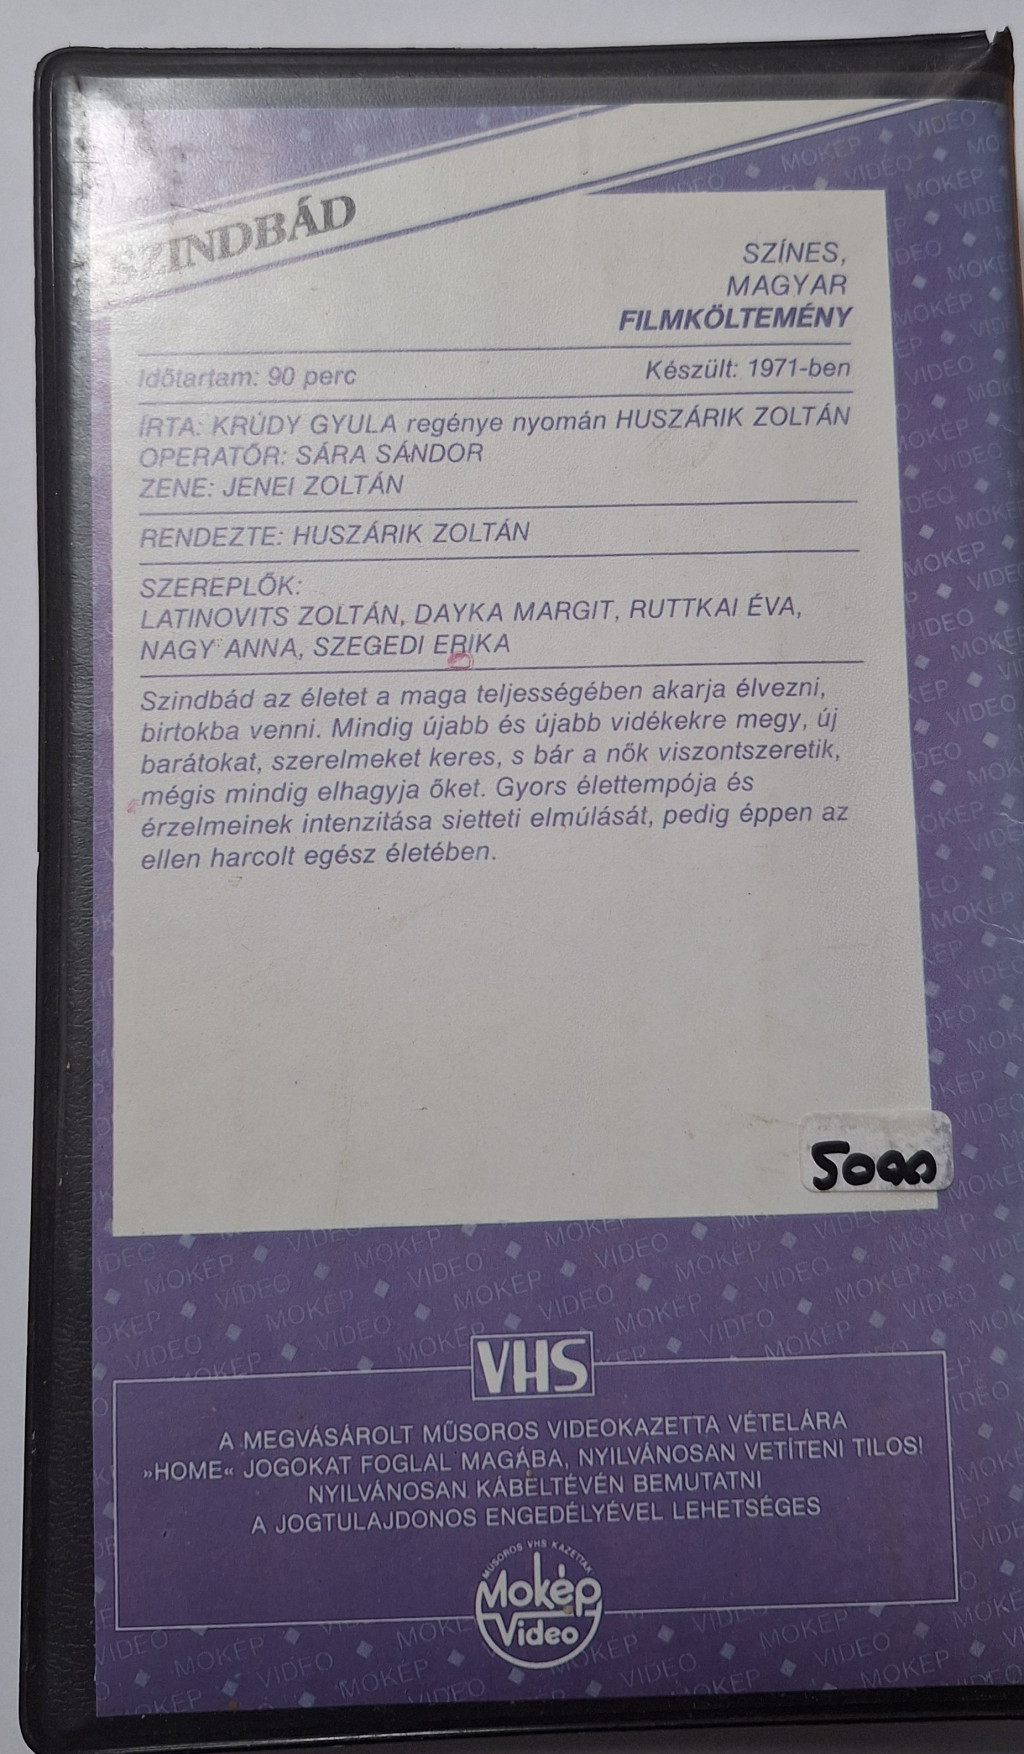 SZINDBÁD
SZÍNES,
MAGYAR
FILMKÖLTEMÉNY
Időtartam: 90 perc
Készült: 1971-ben
ÍRTA: KRÚDY GYULA regénye nyomán HUSZÁRIK ZOLTÁN
OPERATŐR: SÁRA SÁNDOR
ZENE: JENEI ZOLTÁN
RENDEZTE: HUSZÁRIK ZOLTÁN
SZEREPLŐK:
LATINOVITS ZOLTÁN, DAYKA MARGIT, RUTTKAI ÉVA,
NAGY ANNA, SZEGEDI ERIKA
Szindbád az életet a maga teljességében akarja élvezni,
birtokba venni. Mindig újabb és újabb vidékekre megy, új
barátokat, szerelmeket keres, s bár a nők viszontszeretik,
mégis mindig elhagyja őket. Gyors élettempója és
érzelmeinek intenzitása sietteti elmúlását, pedig éppen az
ellen harcolt egész életében.
5000
VHS
A MEGVÁSÁROLT MŰSOROS VIDEOKAZETTA VÉTELÁRA
»HOME« JOGOKAT FOGLAL MAGÁBA, NYILVÁNOSAN VETÍTENI TILOS!
NYILVÁNOSAN KÁBELTÉVÉN BEMUTATNI
A JOGTULAJDONOS ENGEDÉLYÉVEL LEHETSÉGES
MŰSOROS VHS KAZETTÁK
Mokép
Video